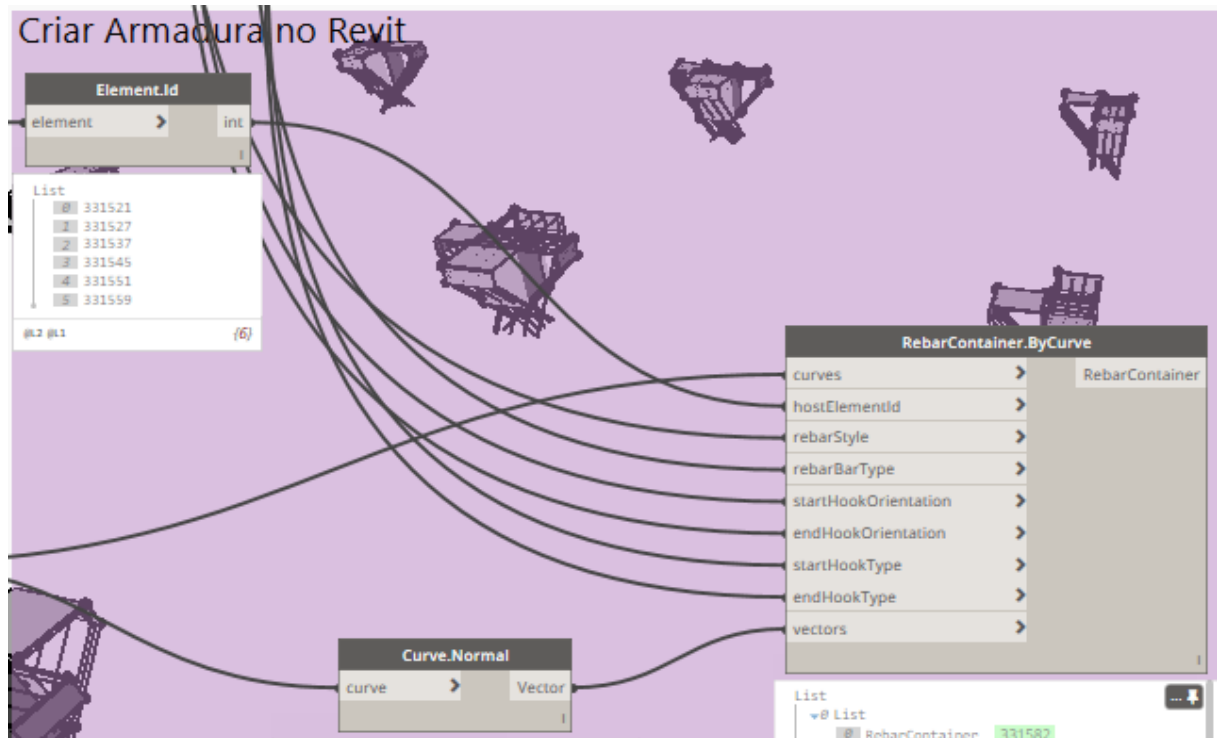 Criar Armadura no Revit
Element.Id
element > int
List
0 331521
1 331527
2 331537
3 331545
4 331551
5 331559
@L2 @L1 {6}
RebarContainer.ByCurve
curves > RebarContainer
hostElementId >
rebarStyle >
rebarBarType >
startHookOrientation >
endHookOrientation >
startHookType >
endHookType >
vectors >
Curve.Normal
curve > Vector
List
0 List
0 RebarContainer 331582